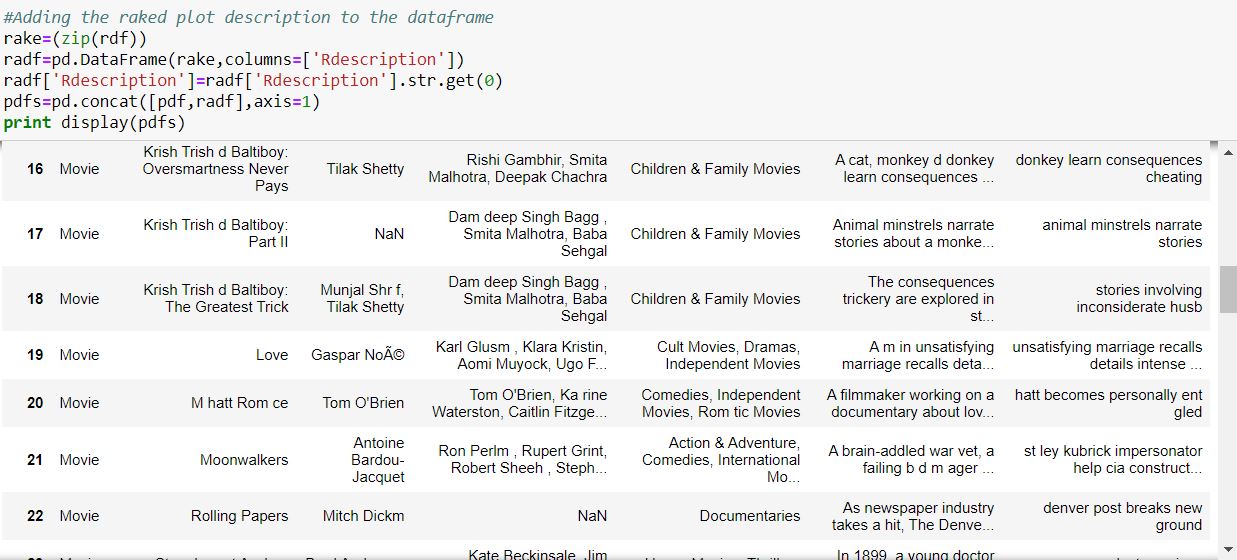 #Adding the raked plot description to the dataframe
rake=(zip(rdf))
radf=pd.DataFrame(rake,columns=['Rdescription'])
radf['Rdescription']=radf['Rdescription'].str.get(0)
pdfs=pd.concat([pdf,radf],axis=1)
print display(pdfs)
16 Movie Krish Trish d Baltiboy: Oversmartness Never Pays Tilak Shetty Rishi Gambhir, Smita Malhotra, Deepak Chachra Children & Family Movies A cat, monkey d donkey learn consequences ... donkey learn consequences cheating
17 Movie Krish Trish d Baltiboy: Part II NaN Dam deep Singh Bagg , Smita Malhotra, Baba Sehgal Children & Family Movies Animal minstrels narrate stories about a monke... animal minstrels narrate stories
18 Movie Krish Trish d Baltiboy: The Greatest Trick Munjal Shr f, Tilak Shetty Dam deep Singh Bagg , Smita Malhotra, Baba Sehgal Children & Family Movies The consequences trickery are explored in st... stories involving inconsiderate husb
19 Movie Love Gaspar NoÃ© Karl Glusm , Klara Kristin, Aomi Muyock, Ugo F... Cult Movies, Dramas, Independent Movies A m in unsatisfying marriage recalls deta... unsatisfying marriage recalls details intense ...
20 Movie M hatt Rom ce Tom O'Brien Tom O'Brien, Ka rine Waterston, Caitlin Fitzge... Comedies, Independent Movies, Rom tic Movies A filmmaker working on a documentary about lov... hatt becomes personally ent gled
21 Movie Moonwalkers Antoine Bardou-Jacquet Ron Perlm , Rupert Grint, Robert Sheeh , Steph... Action & Adventure, Comedies, International Mo... A brain-addled war vet, a failing b d m ager ... st ley kubrick impersonator help cia construct...
22 Movie Rolling Papers Mitch Dickm NaN Documentaries As newspaper industry takes a hit, The Denve... denver post breaks new ground
Kate Beckinsale, Jim In 1899, a young doctor